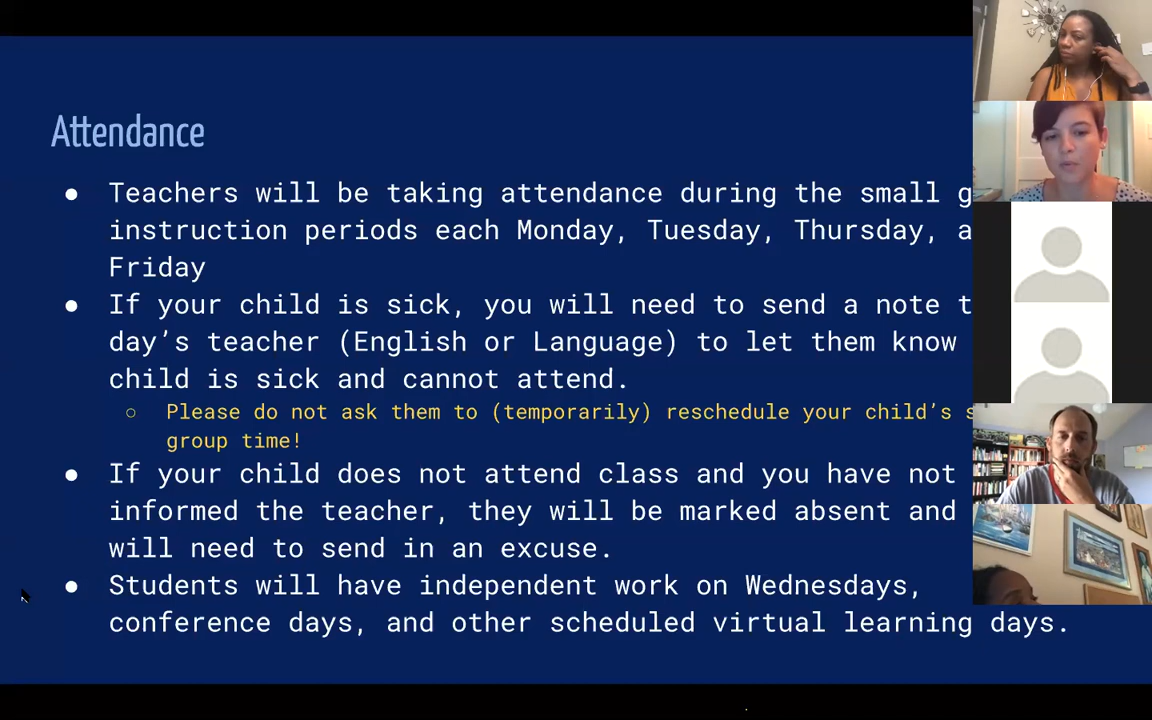 Attendance
● Teachers will be taking attendance during the small g
instruction periods each Monday, Tuesday, Thursday, a
Friday
● If your child is sick, you will need to send a note t
day’s teacher (English or Language) to let them know
child is sick and cannot attend.
○ Please do not ask them to (temporarily) reschedule your child’s s
group time!
● If your child does not attend class and you have not
informed the teacher, they will be marked absent and
will need to send in an excuse.
● Students will have independent work on Wednesdays,
conference days, and other scheduled virtual learning days.